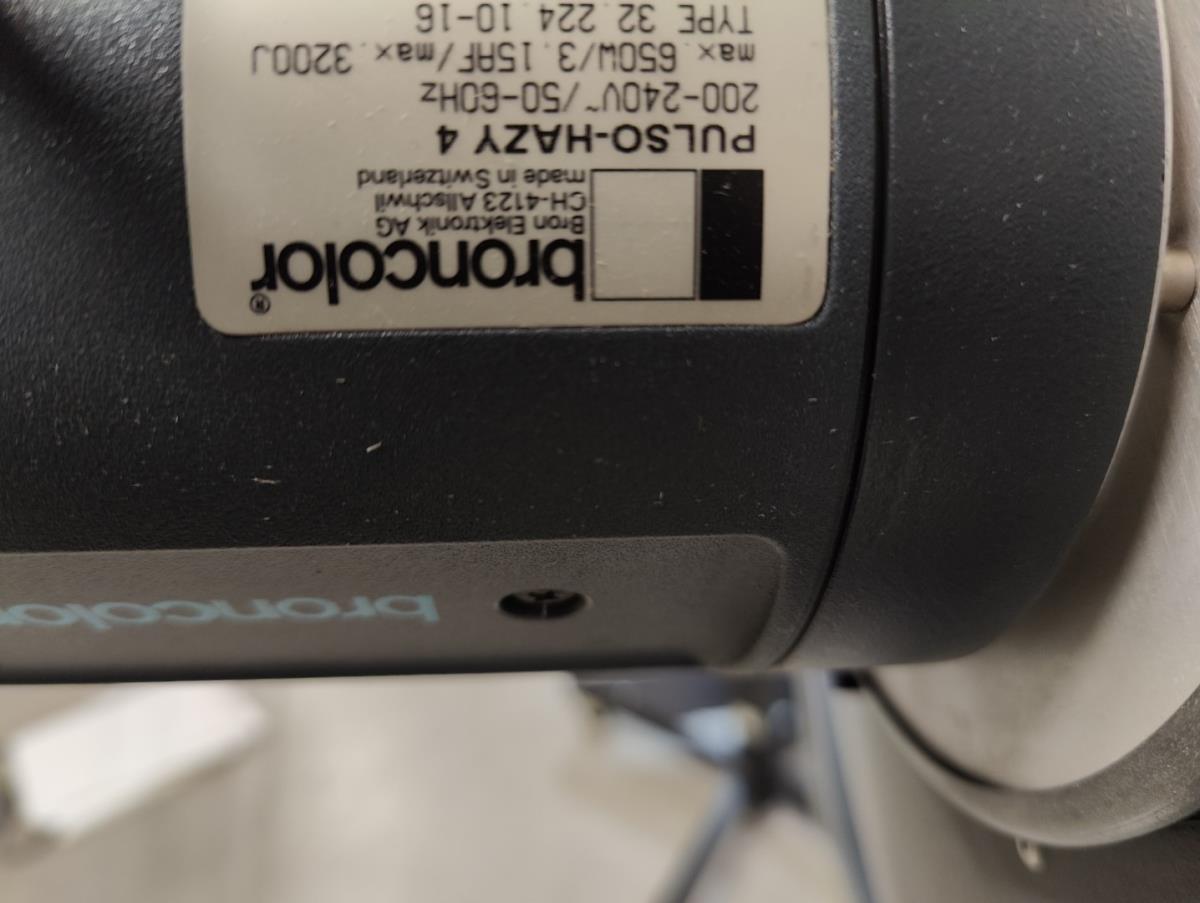 broncolor®
Bron Elektronik AG
CH-4123 Allschwil
made in Switzerland
PULSO-HAZY 4
200-240V~/50-60Hz
max. 650W/3.15AF/max. 3200J
TYPE 32.224.10-16
broncolor